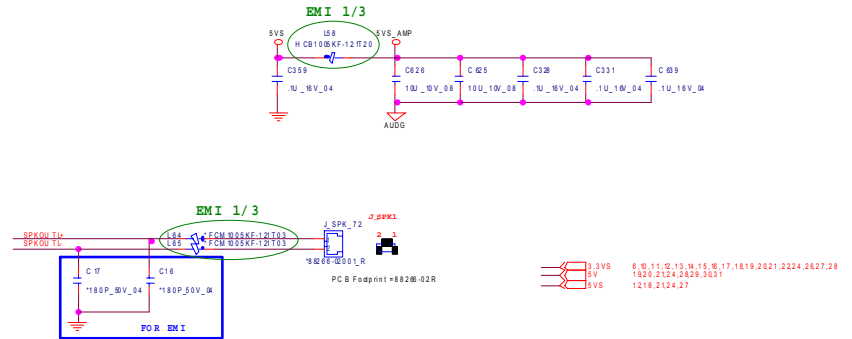 EMI 1/3
5VS
L58
5VS_AMP
HCB1005KF-121T20
C359
C626
C625
C328
C331
C639
.1U_16V_04
10U_10V_08
10U_10V_08
.1U_16V_04
.1U_16V_04
.1U_16V_04
AUDG
EMI 1/3
J_SPK_72
J_SPK1
SPKOUTL+
L64
*FCM1005KF-121T03
2 1
SPKOUTL-
L65
*FCM1005KF-121T03
*88266-02001_R
C17
C16
PCB Footprint =88266-02R
*180P_50V_04
*180P_50V_04
FOR EMI
3.3VS 6,10,11,12,13,14,15,16,17,18,19,20,21,22,24,26,27,28
5V 19,20,21,24,28,29,30,31
5VS 12,18,21,24,27